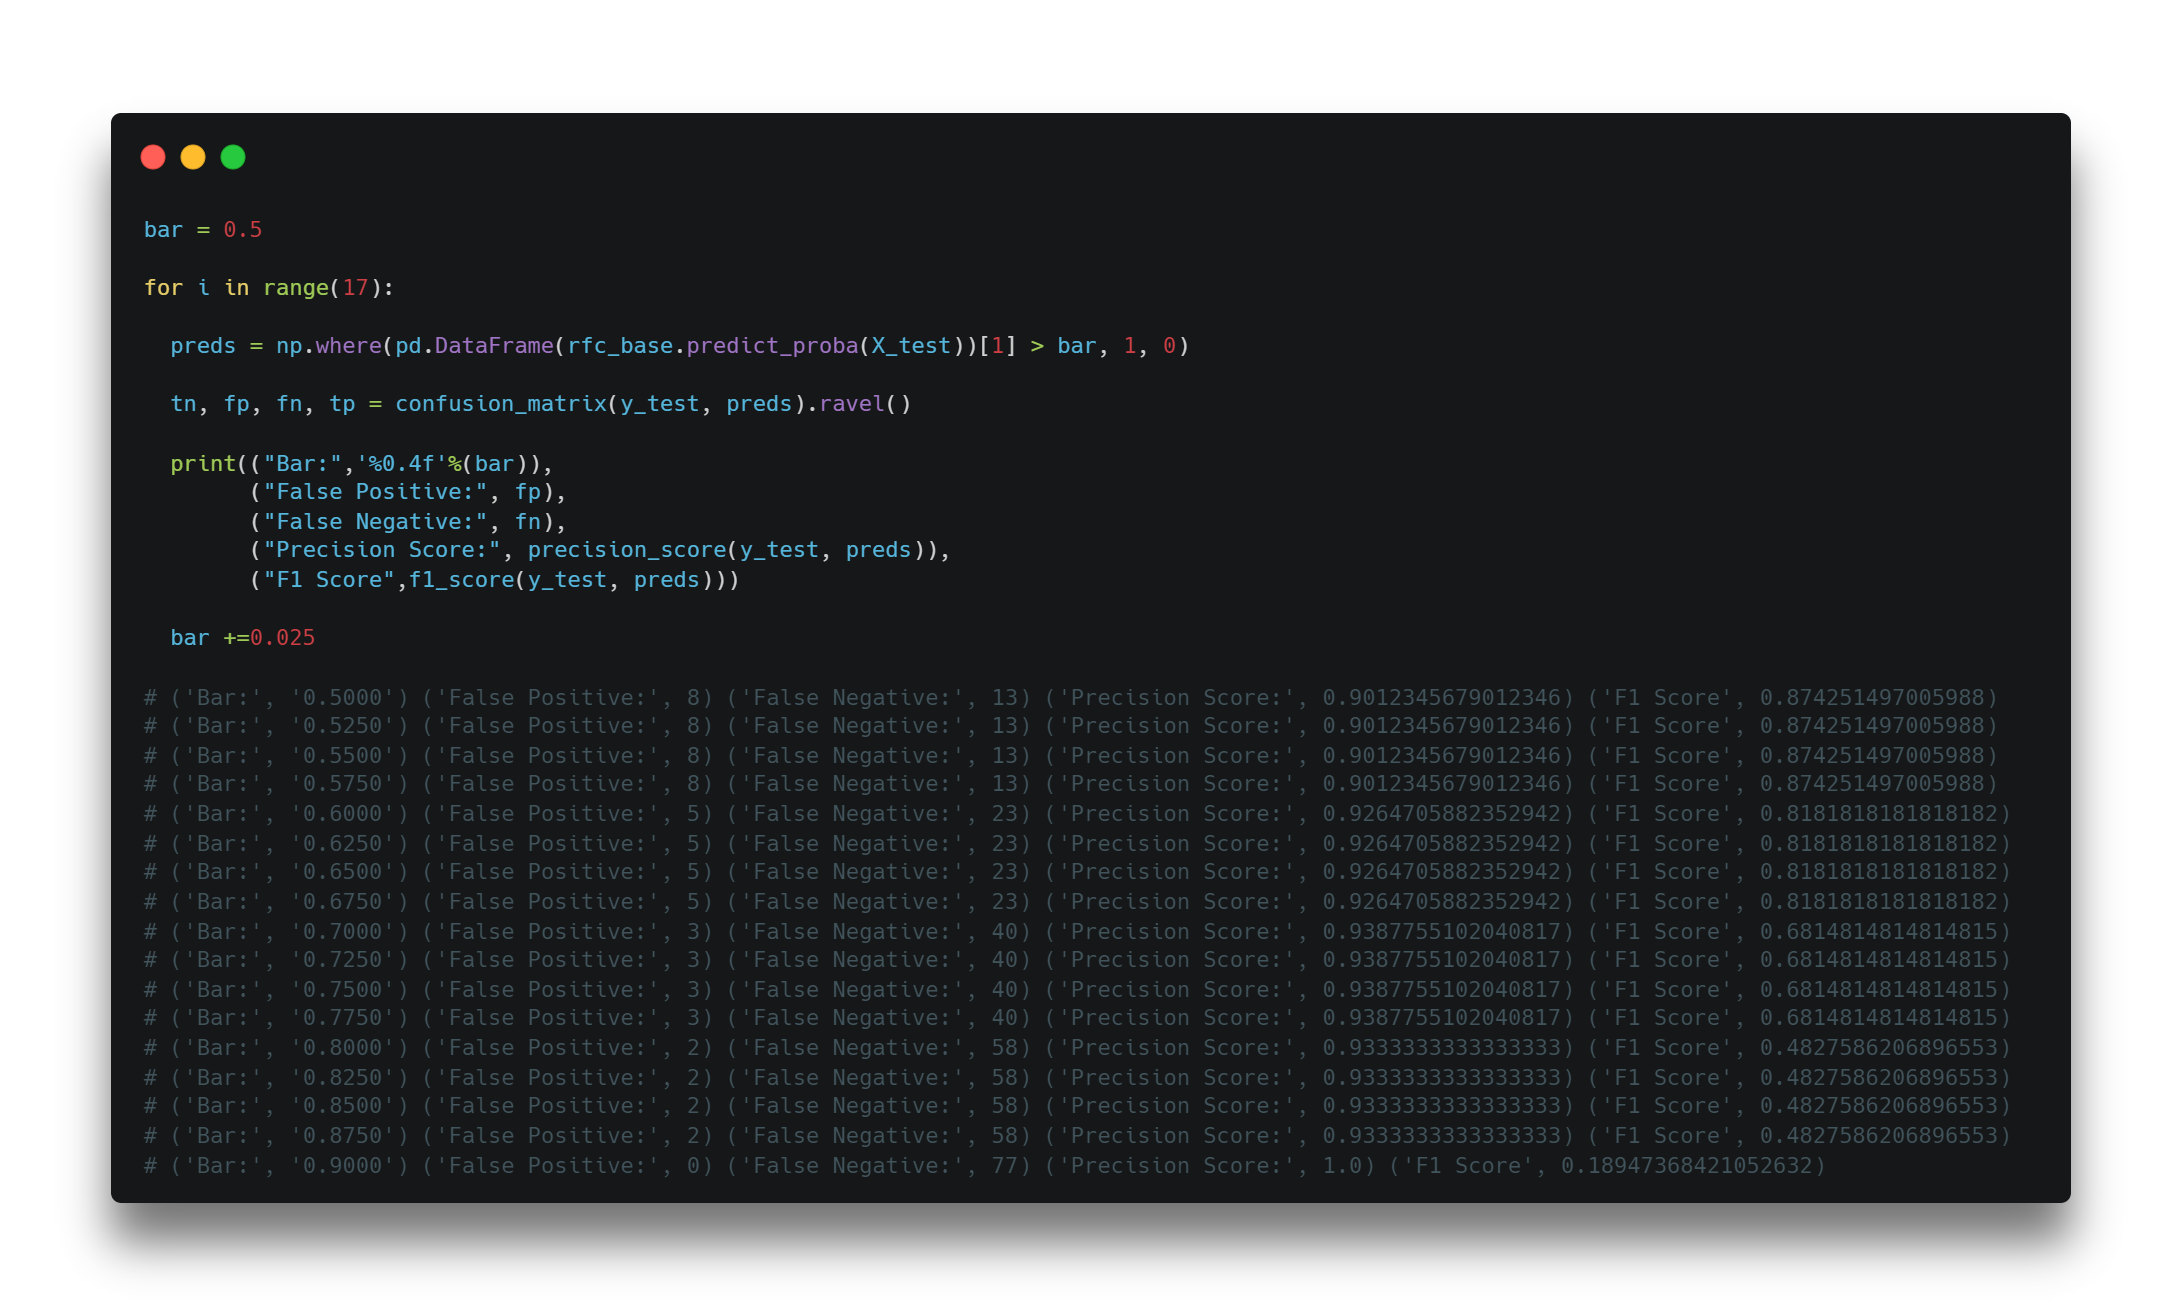 bar = 0.5
for i in range(17):
preds = np.where(pd.DataFrame(rfc_base.predict_proba(X_test))[1] > bar, 1, 0)
tn, fp, fn, tp = confusion_matrix(y_test, preds).ravel()
print(("Bar:",'%0.4f'%(bar)),
("False Positive:", fp),
("False Negative:", fn),
("Precision Score:", precision_score(y_test, preds)),
("F1 Score",f1_score(y_test, preds)))
bar +=0.025
# ('Bar:', '0.5000') ('False Positive:', 8) ('False Negative:', 13) ('Precision Score:', 0.9012345679012346) ('F1 Score', 0.874251497005988)
# ('Bar:', '0.5250') ('False Positive:', 8) ('False Negative:', 13) ('Precision Score:', 0.9012345679012346) ('F1 Score', 0.874251497005988)
# ('Bar:', '0.5500') ('False Positive:', 8) ('False Negative:', 13) ('Precision Score:', 0.9012345679012346) ('F1 Score', 0.874251497005988)
# ('Bar:', '0.5750') ('False Positive:', 8) ('False Negative:', 13) ('Precision Score:', 0.9012345679012346) ('F1 Score', 0.874251497005988)
# ('Bar:', '0.6000') ('False Positive:', 5) ('False Negative:', 23) ('Precision Score:', 0.9264705882352942) ('F1 Score', 0.8181818181818182)
# ('Bar:', '0.6250') ('False Positive:', 5) ('False Negative:', 23) ('Precision Score:', 0.9264705882352942) ('F1 Score', 0.8181818181818182)
# ('Bar:', '0.6500') ('False Positive:', 5) ('False Negative:', 23) ('Precision Score:', 0.9264705882352942) ('F1 Score', 0.8181818181818182)
# ('Bar:', '0.6750') ('False Positive:', 5) ('False Negative:', 23) ('Precision Score:', 0.9264705882352942) ('F1 Score', 0.8181818181818182)
# ('Bar:', '0.7000') ('False Positive:', 3) ('False Negative:', 40) ('Precision Score:', 0.9387755102040817) ('F1 Score', 0.6814814814814815)
# ('Bar:', '0.7250') ('False Positive:', 3) ('False Negative:', 40) ('Precision Score:', 0.9387755102040817) ('F1 Score', 0.6814814814814815)
# ('Bar:', '0.7500') ('False Positive:', 3) ('False Negative:', 40) ('Precision Score:', 0.9387755102040817) ('F1 Score', 0.6814814814814815)
# ('Bar:', '0.7750') ('False Positive:', 3) ('False Negative:', 40) ('Precision Score:', 0.9387755102040817) ('F1 Score', 0.6814814814814815)
# ('Bar:', '0.8000') ('False Positive:', 2) ('False Negative:', 58) ('Precision Score:', 0.9333333333333333) ('F1 Score', 0.4827586206896553)
# ('Bar:', '0.8250') ('False Positive:', 2) ('False Negative:', 58) ('Precision Score:', 0.9333333333333333) ('F1 Score', 0.4827586206896553)
# ('Bar:', '0.8500') ('False Positive:', 2) ('False Negative:', 58) ('Precision Score:', 0.9333333333333333) ('F1 Score', 0.4827586206896553)
# ('Bar:', '0.8750') ('False Positive:', 2) ('False Negative:', 58) ('Precision Score:', 0.9333333333333333) ('F1 Score', 0.4827586206896553)
# ('Bar:', '0.9000') ('False Positive:', 0) ('False Negative:', 77) ('Precision Score:', 1.0) ('F1 Score', 0.18947368421052632)